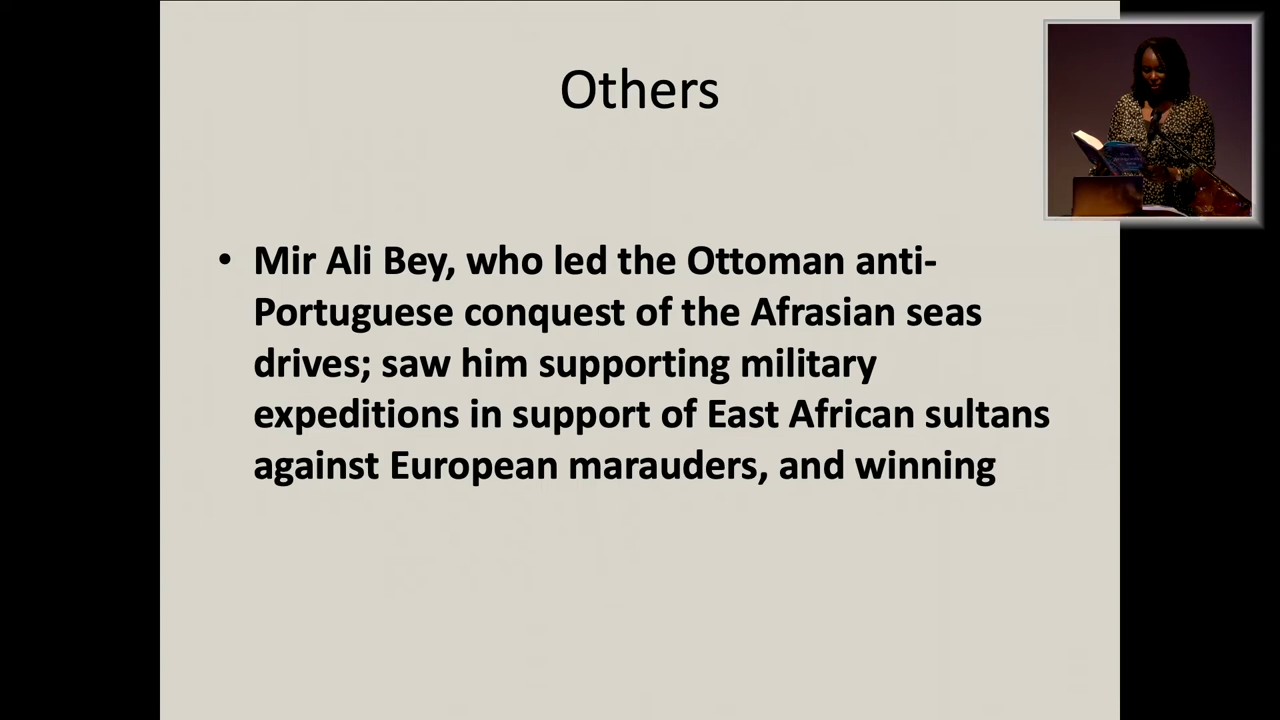 Others
• Mir Ali Bey, who led the Ottoman anti-
Portuguese conquest of the Afrasian seas
drives; saw him supporting military
expeditions in support of East African sultans
against European marauders, and winning